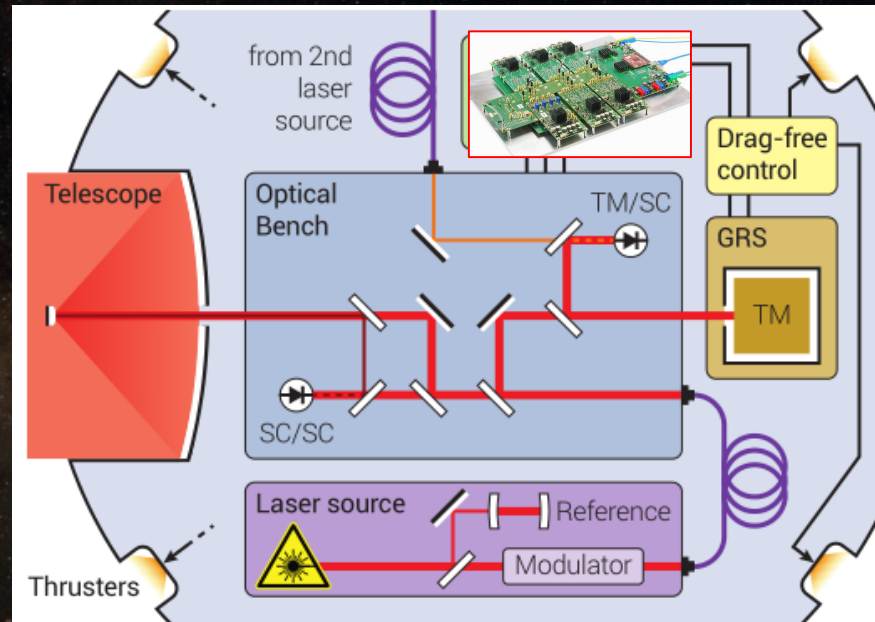 from 2nd
laser
source
Drag-free
control
Telescope
Optical
Bench
TM/SC
GRS
TM
SC/SC
Laser source
Reference
Modulator
Thrusters